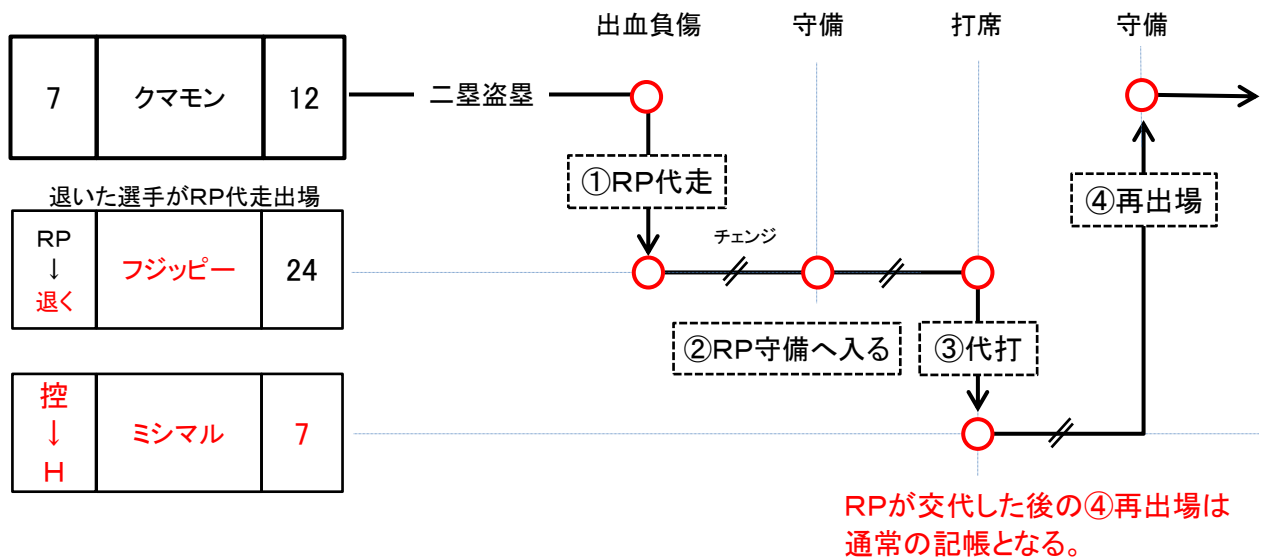 出血負傷
守備
打席
守備
7
クマモン
12
二塁盗塁
①RP代走
④再出場
退いた選手がRP代走出場
RP
↓
退く
フジッピー
24
チェンジ
②RP守備へ入る
③代打
控
↓
H
ミシマル
7
RPが交代した後の④再出場は
通常の記帳となる。